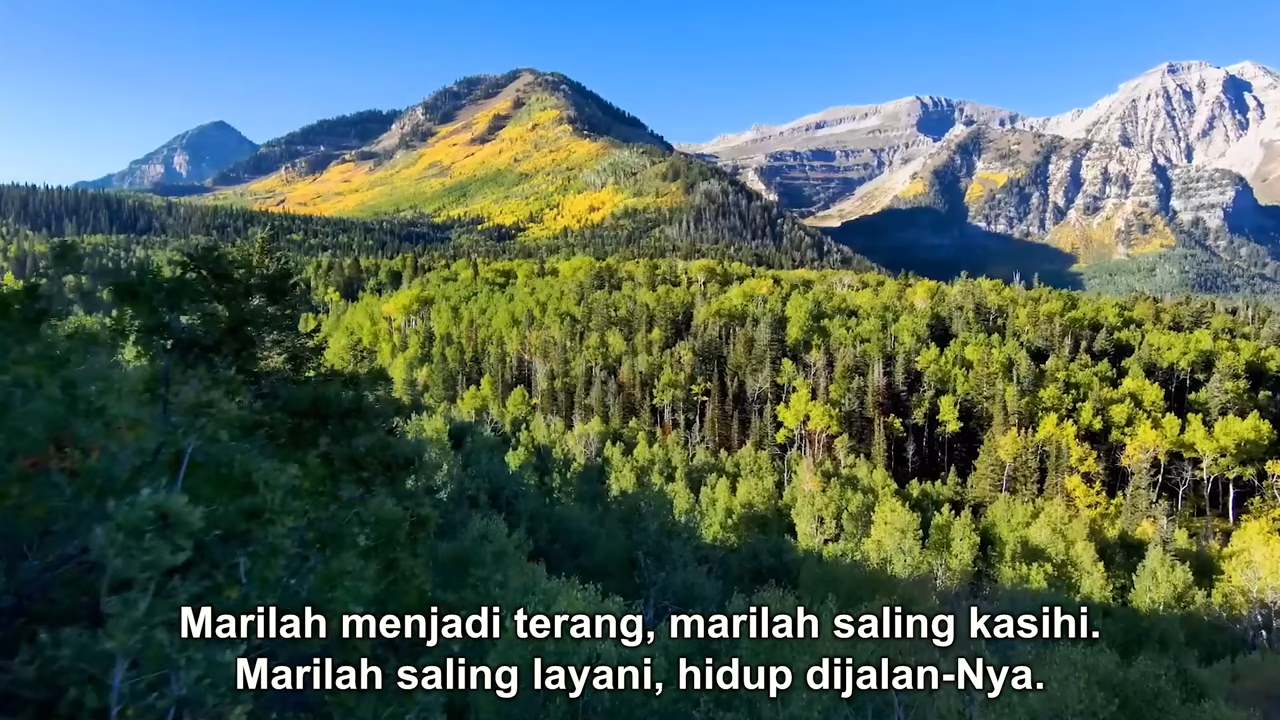 Marilah menjadi terang, marilah saling kasihi.
Marilah saling layani, hidup dijalan-Nya.